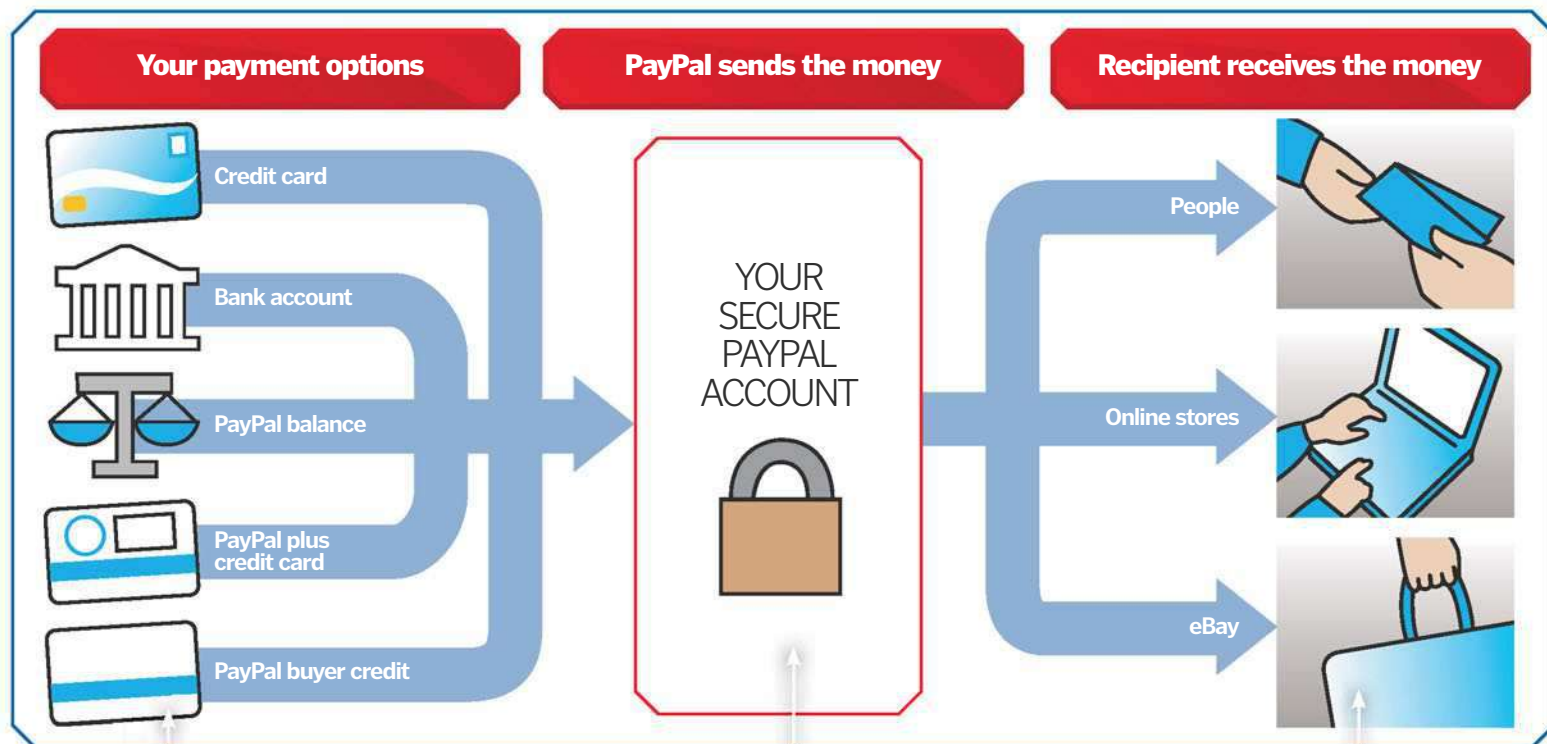 Your payment options
PayPal sends the money
Recipient receives the money
Credit card
Bank account
PayPal balance
PayPal plus
credit card
PayPal buyer credit
YOUR
SECURE
PAYPAL
ACCOUNT
People
Online stores
eBay